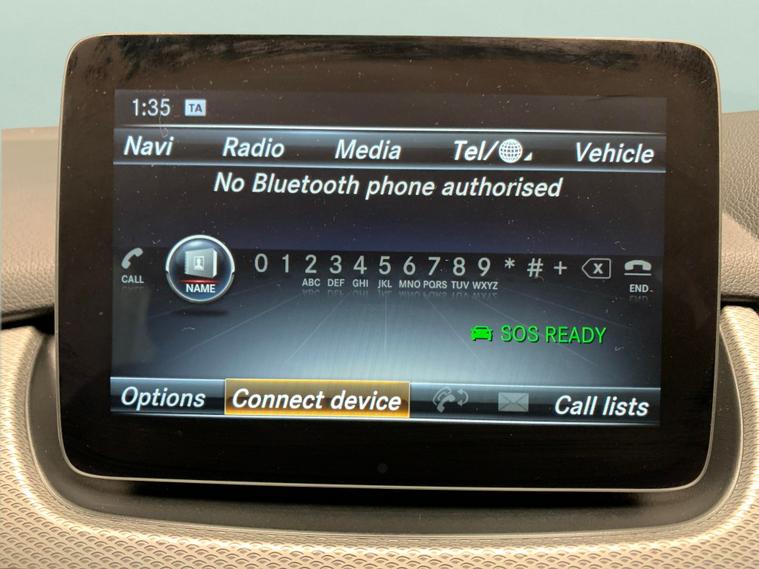 1:35 TA
Navi Radio Media Tel/ Vehicle
No Bluetooth phone authorised
0 1 2 3 4 5 6 7 8 9 * # +
CALL NAME ABC DEF GHI JKL MNO PQRS TUV WXYZ END
SOS READY
Options Connect device Call lists